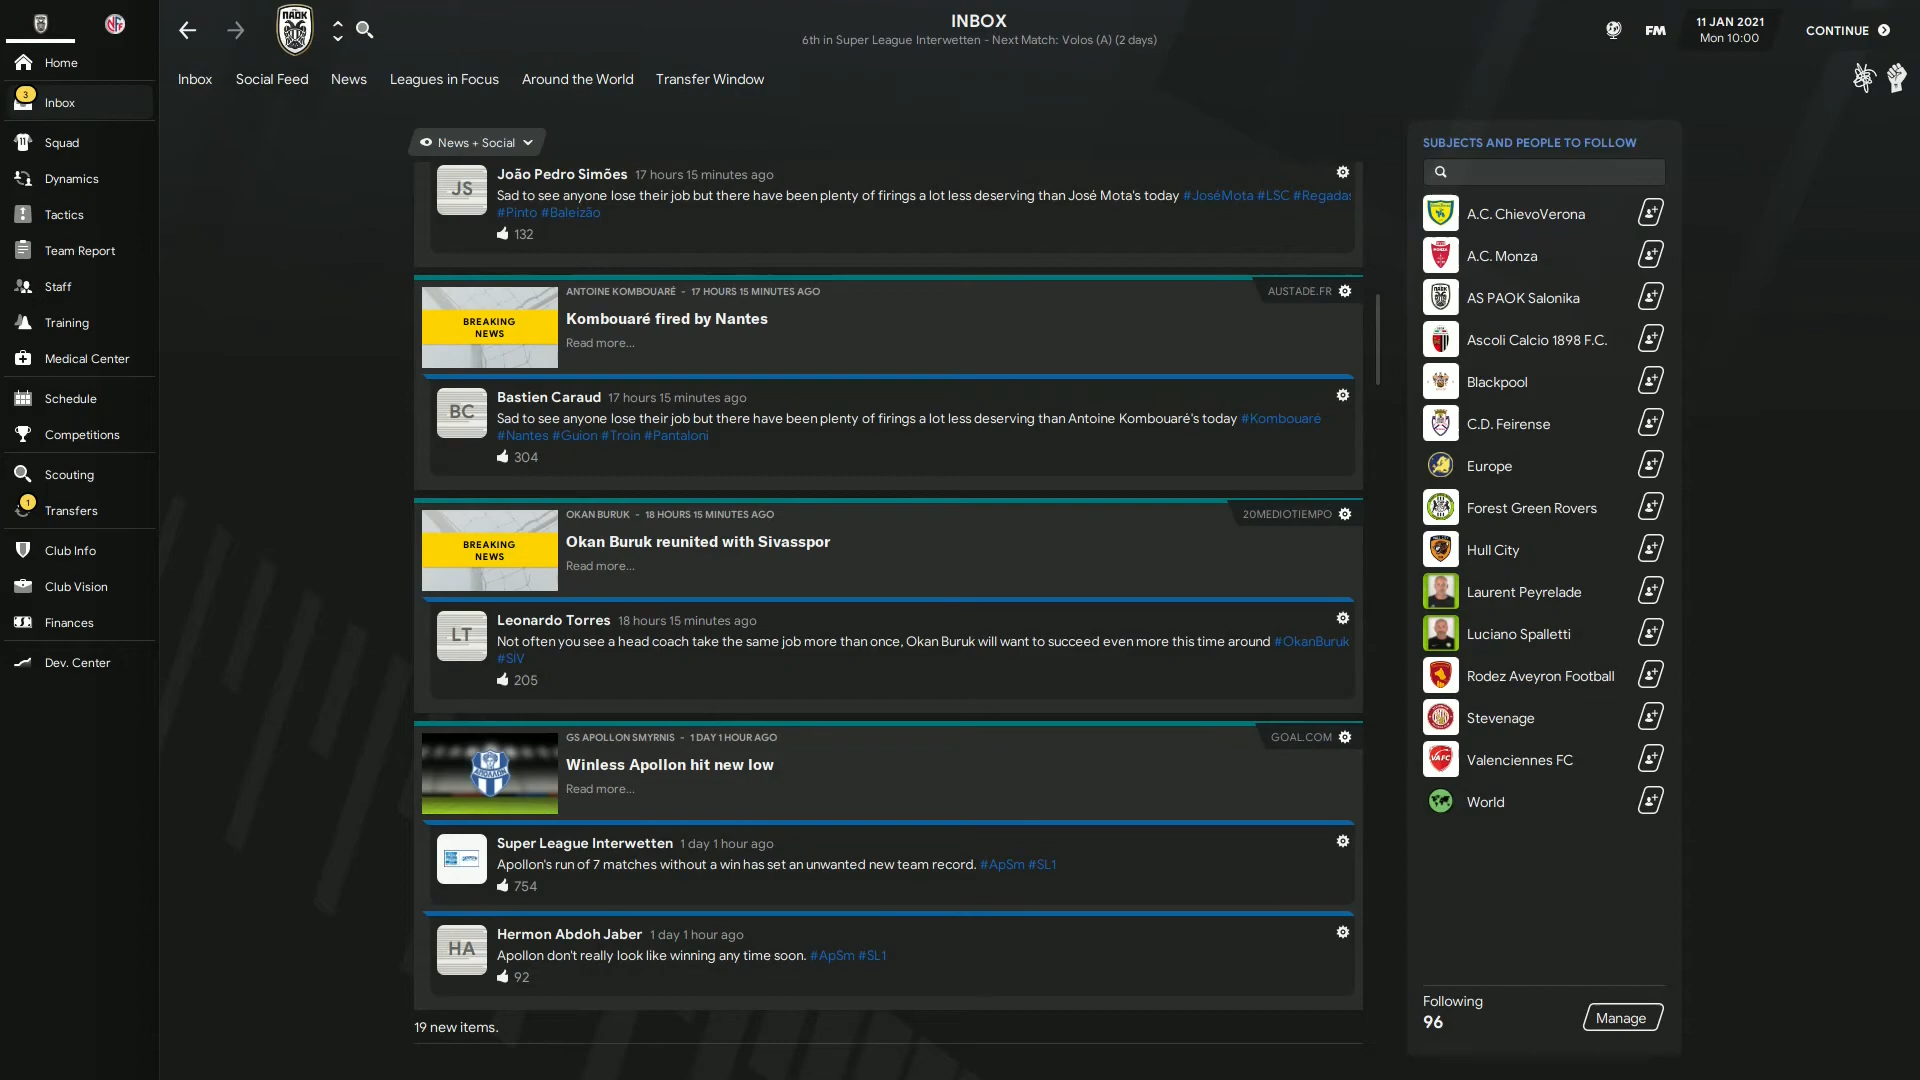 INBOX
6th in Super League Interwetten - Next Match: Volos (A) (2 days)
FM
11 JAN 2021
Mon 10:00
CONTINUE
Inbox
Social Feed
News
Leagues in Focus
Around the World
Transfer Window
Home
3
Inbox
Squad
Dynamics
Tactics
Team Report
Staff
Training
Medical Center
Schedule
Competitions
Scouting
1
Transfers
Club Info
Club Vision
Finances
Dev. Center
News + Social
JS
João Pedro Simões 17 hours 15 minutes ago
Sad to see anyone lose their job but there have been plenty of firings a lot less deserving than José Mota's today #JoséMota #LSC #Regadas
#Pinto #Baleizão
132
BREAKING
NEWS
ANTOINE KOMBOUARÉ - 17 HOURS 15 MINUTES AGO
AUSTADE.FR
Kombouaré fired by Nantes
Read more...
BC
Bastien Caraud 17 hours 15 minutes ago
Sad to see anyone lose their job but there have been plenty of firings a lot less deserving than Antoine Kombouaré's today #Kombouaré
#Nantes #Guion #Troin #Pantaloni
304
BREAKING
NEWS
OKAN BURUK - 18 HOURS 15 MINUTES AGO
20MEDIOTIEMPO
Okan Buruk reunited with Sivasspor
Read more...
LT
Leonardo Torres 18 hours 15 minutes ago
Not often you see a head coach take the same job more than once, Okan Buruk will want to succeed even more this time around #OkanBuruk
#SIV
205
GS APOLLON SMYRNIS - 1 DAY 1 HOUR AGO
GOAL.COM
Winless Apollon hit new low
Read more...
Super League Interwetten 1 day 1 hour ago
Apollon's run of 7 matches without a win has set an unwanted new team record. #ApSm #SL1
754
HA
Hermon Abdoh Jaber 1 day 1 hour ago
Apollon don't really look like winning any time soon. #ApSm #SL1
92
19 new items.
SUBJECTS AND PEOPLE TO FOLLOW
A.C. ChievoVerona
A.C. Monza
AS PAOK Salonika
Ascoli Calcio 1898 F.C.
Blackpool
C.D. Feirense
Europe
Forest Green Rovers
Hull City
Laurent Peyrelade
Luciano Spalletti
Rodez Aveyron Football
Stevenage
Valenciennes FC
World
Following
96
Manage